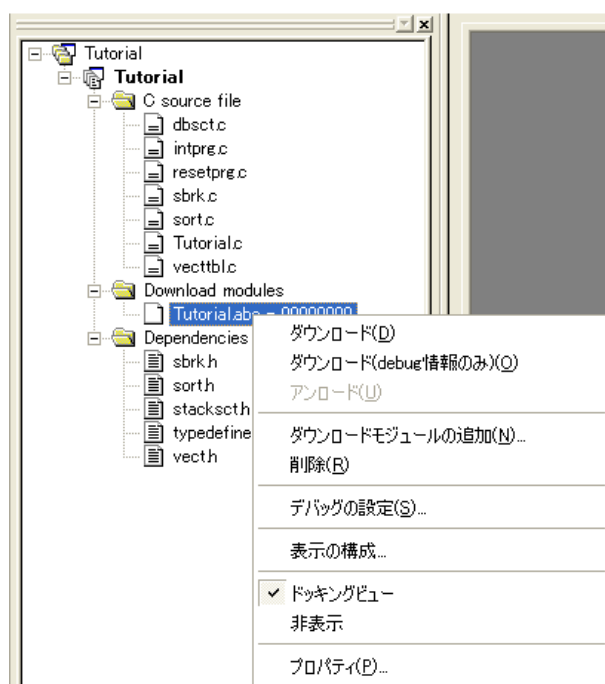 Tutorial
Tutorial
C source file
dbsct.c
intprg.c
resetprg.c
sbrk.c
sort.c
Tutorial.c
vecttbl.c
Download modules
Tutorial.abs - 00000000
Dependencies
sbrk.h
sort.h
stackscth
typedefine
vect.h
ダウンロード(D)
ダウンロード(debug情報のみ)(O)
アンロード(U)
ダウンロードモジュールの追加(N)...
削除(R)
デバッグの設定(S)...
表示の構成...
ドッキングビュー
非表示
プロパティ(P)...